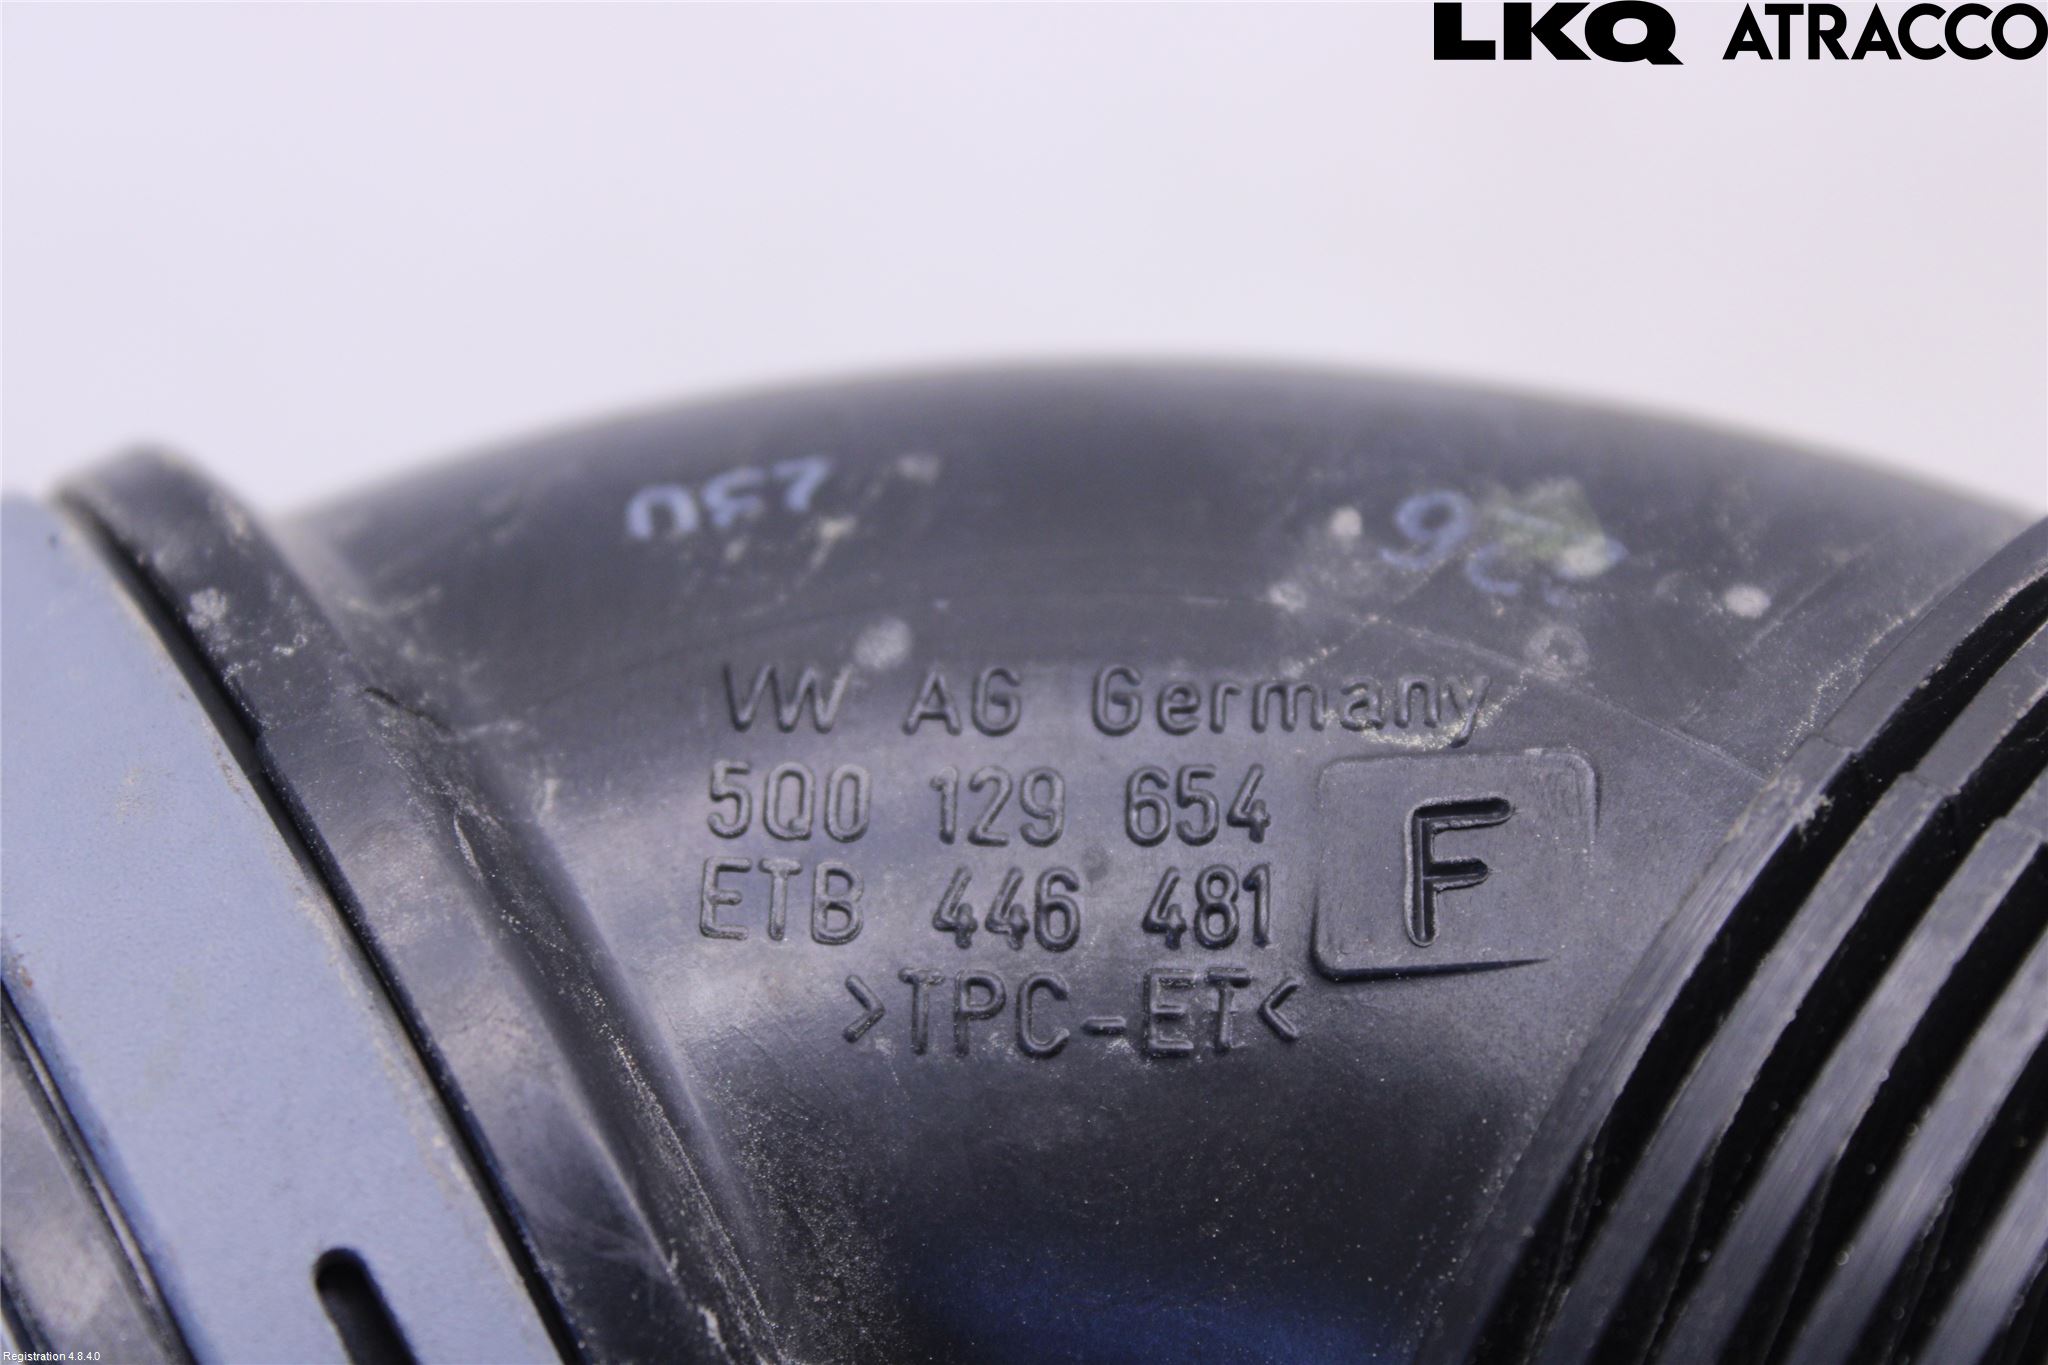 LKQ ATRACCO
VW AG Germany
5Q0 129 654 F
ETB 446 481
>TPC-ET<
Registration 4.8.4.0